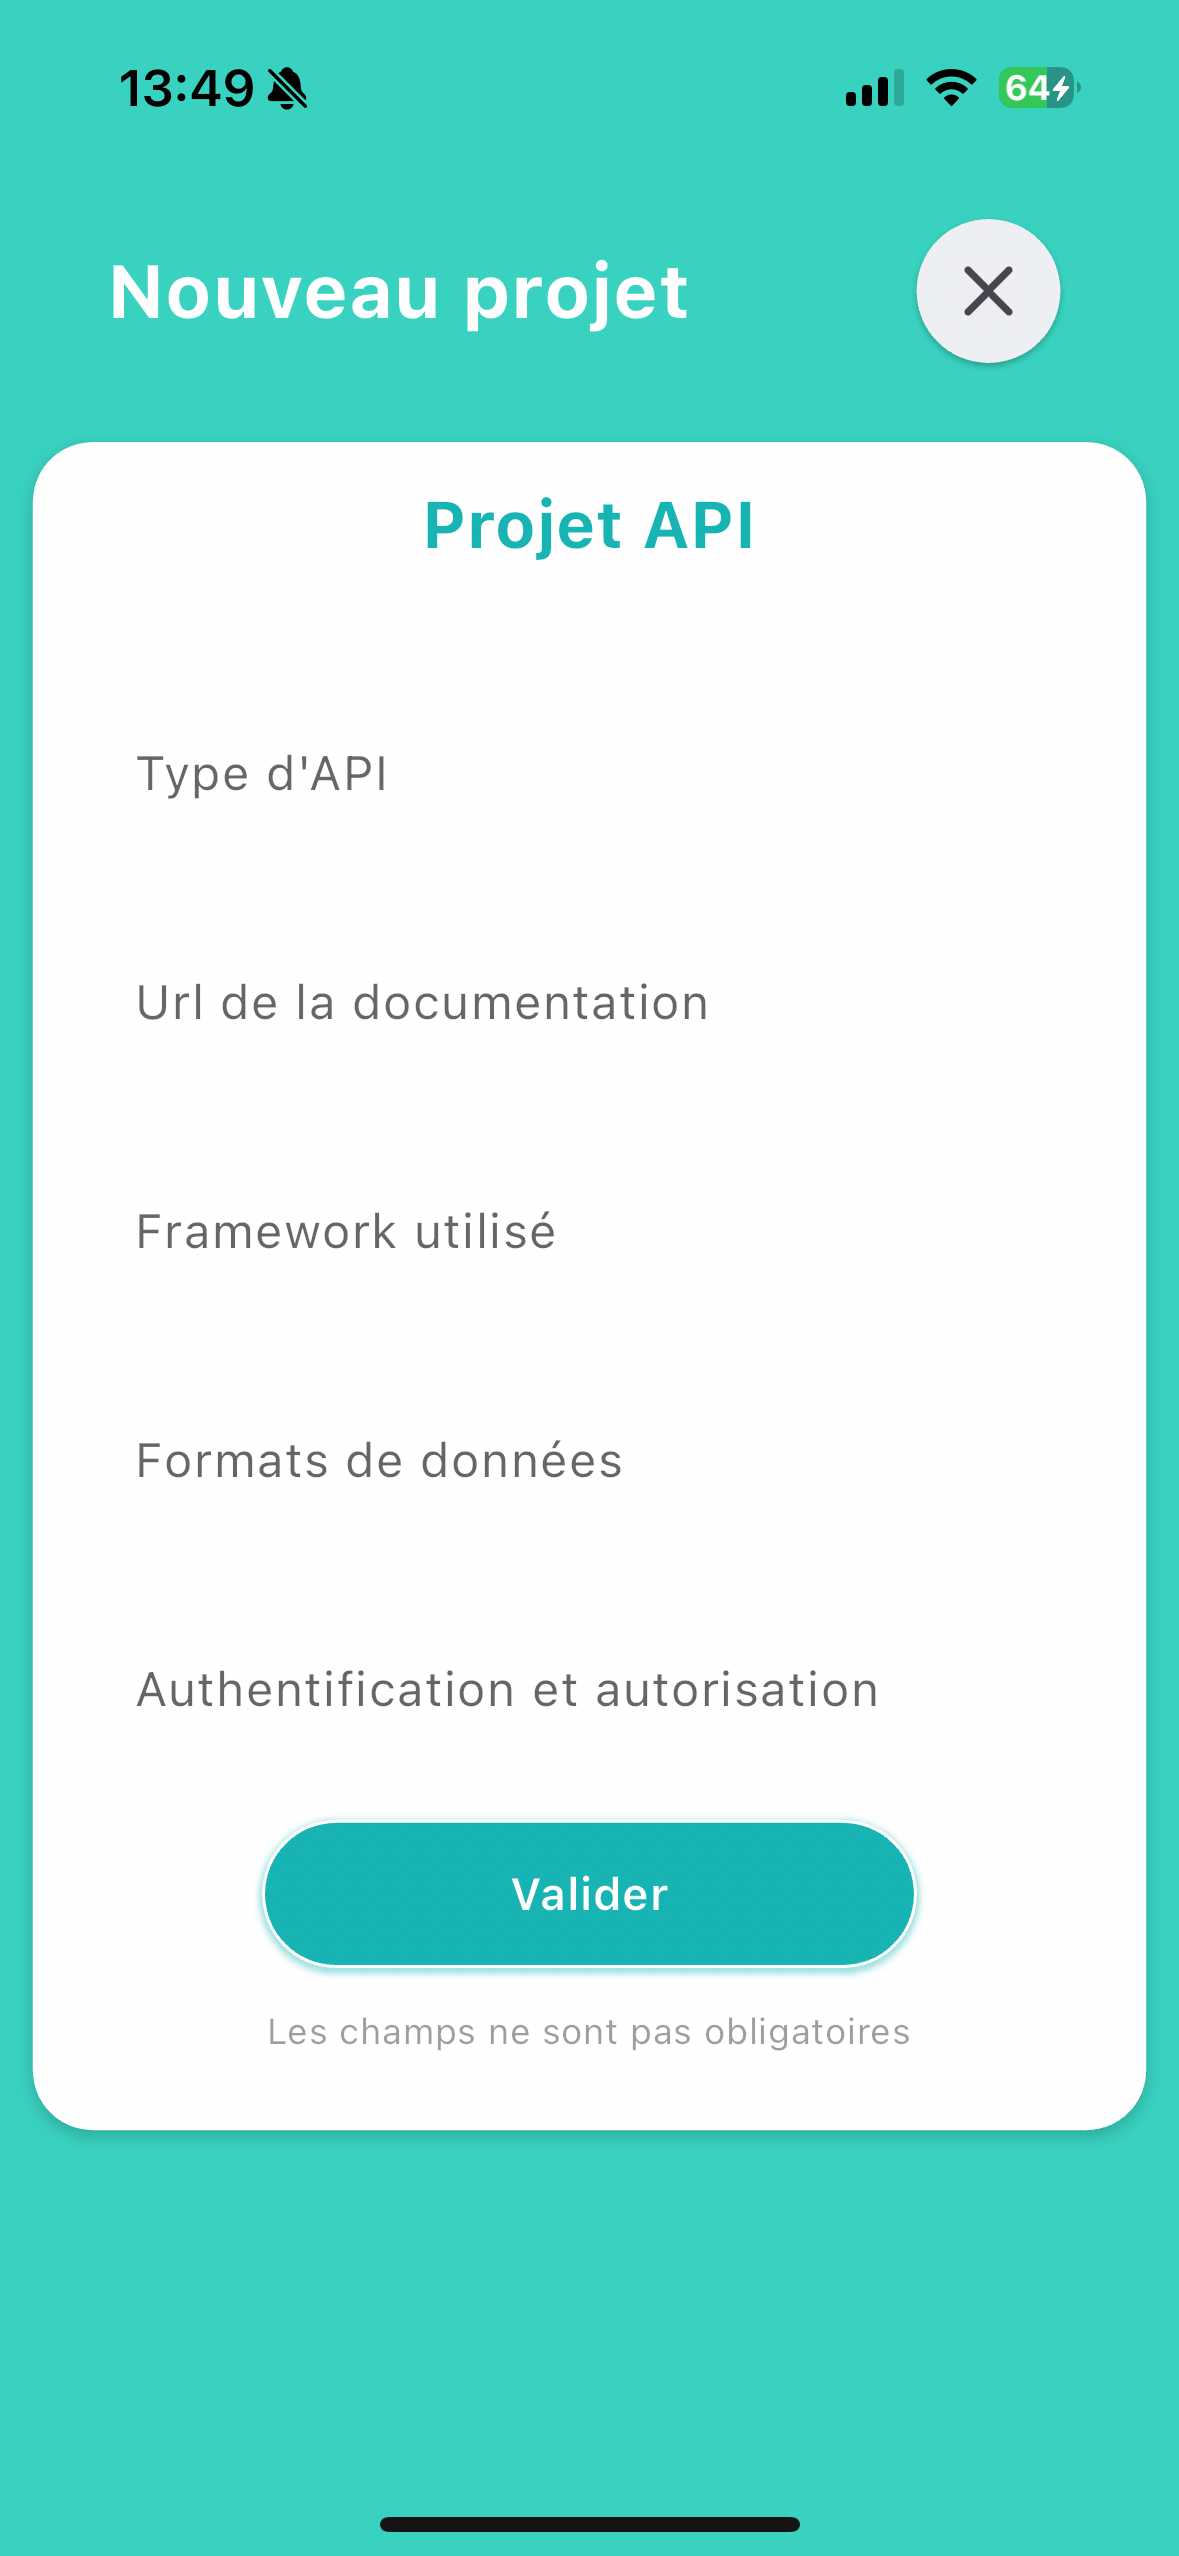 13:49
64
Nouveau projet
Projet API
Type d'API
Url de la documentation
Framework utilisé
Formats de données
Authentification et autorisation
Valider
Les champs ne sont pas obligatoires